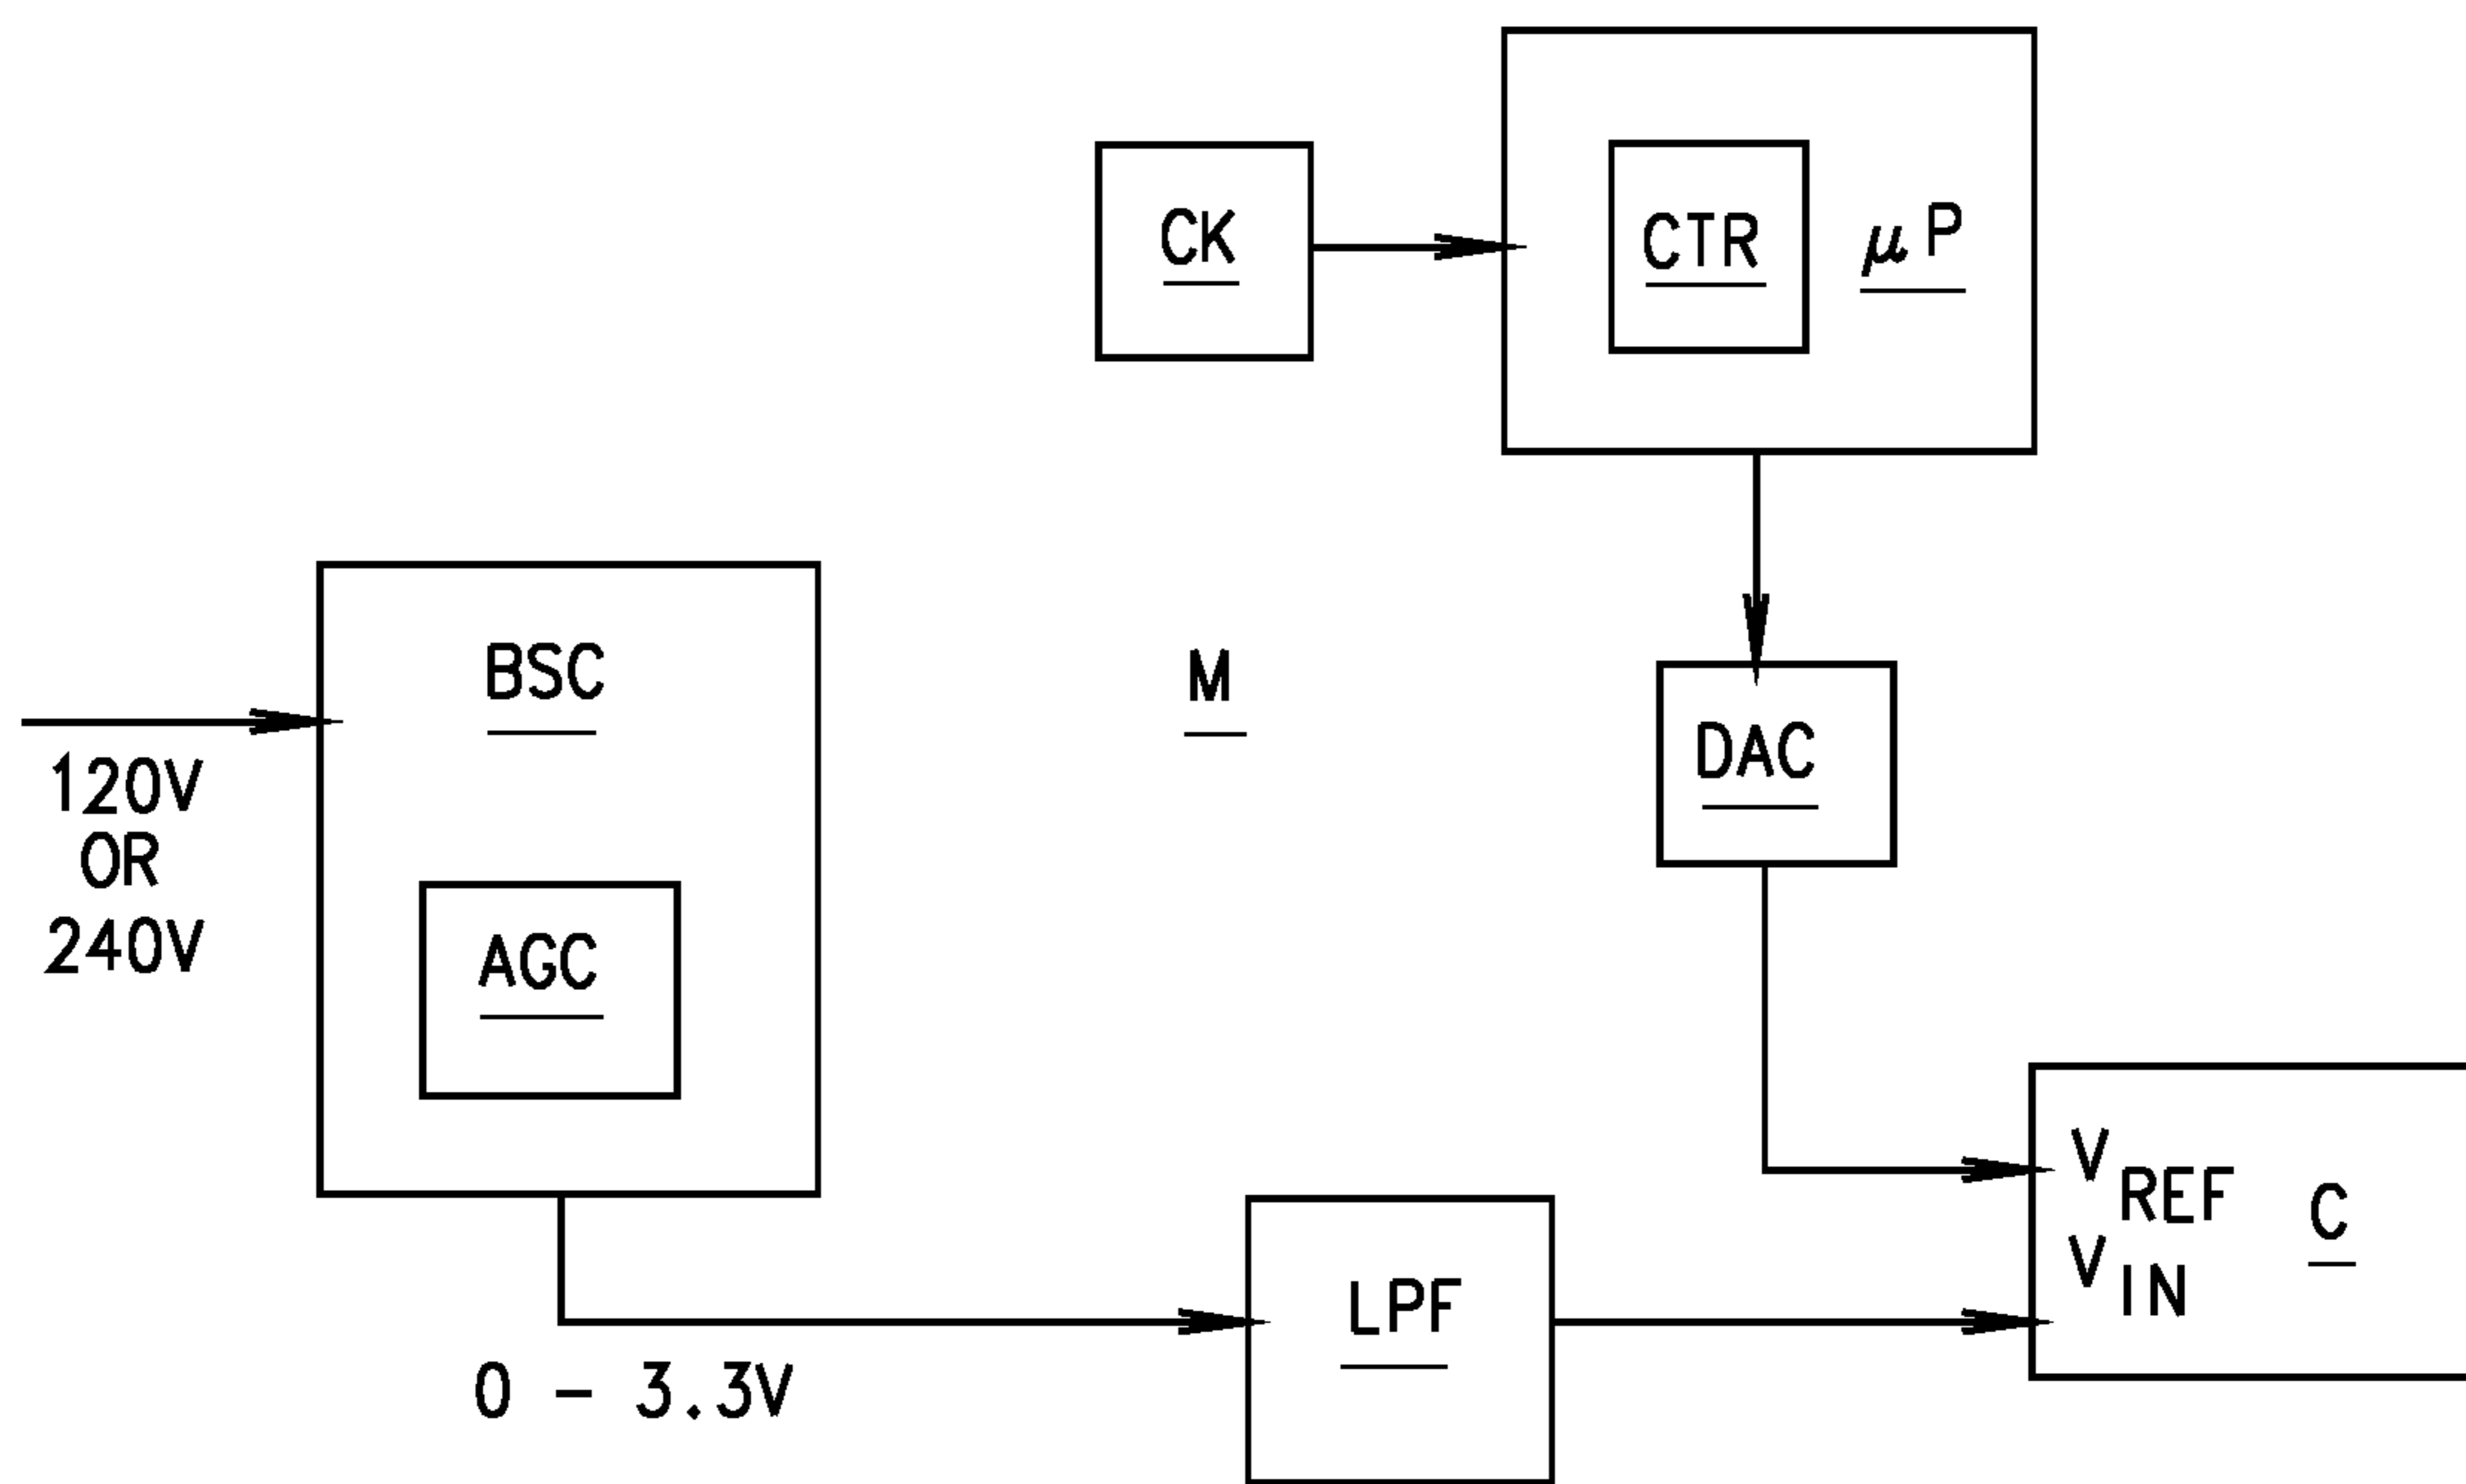 CK
CTR
µP
BSC
M
120V
OR
240V
DAC
AGC
VREF
C
VIN
LPF
0 - 3.3V